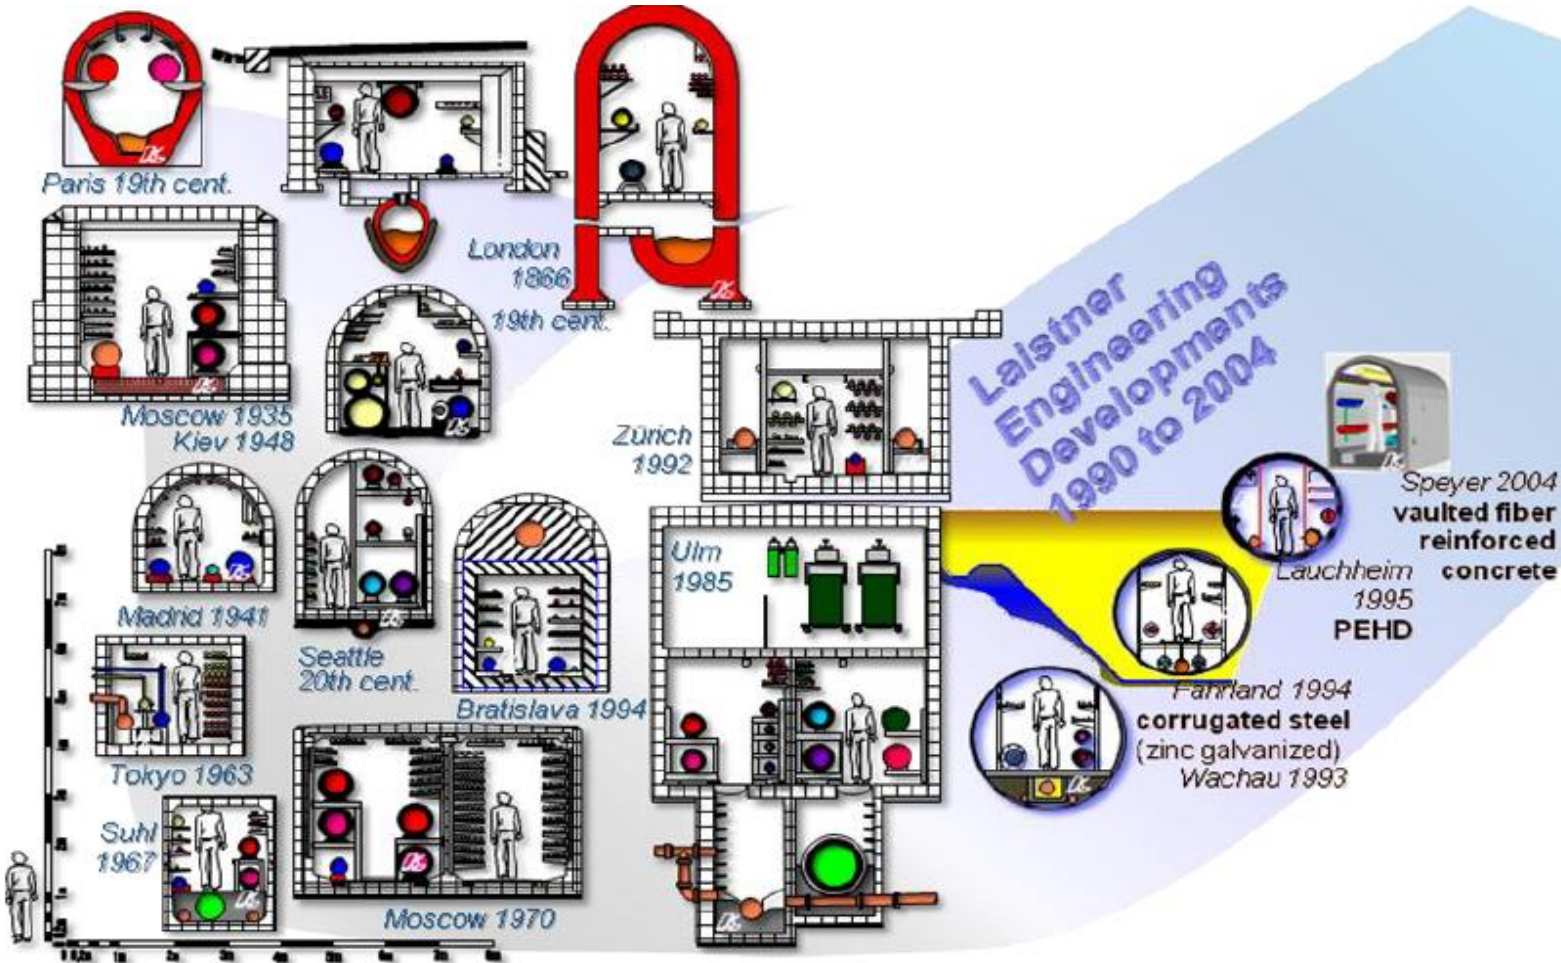 Paris 19th cent.
London
1866
19th cent.
Moscow 1935
Kiev 1948
Zürich
1992
Laistner
Engineering
Developments
1990 to 2004
Speyer 2004
vaulted fiber
reinforced
concrete
Lauchheim
1995
PEHD
Ulm
1985
Madrid 1941
Seattle
20th cent.
Bratislava 1994
Fahrland 1994
corrugated steel
(zinc galvanized)
Wachau 1993
Tokyo 1963
Suhl
1967
Moscow 1970